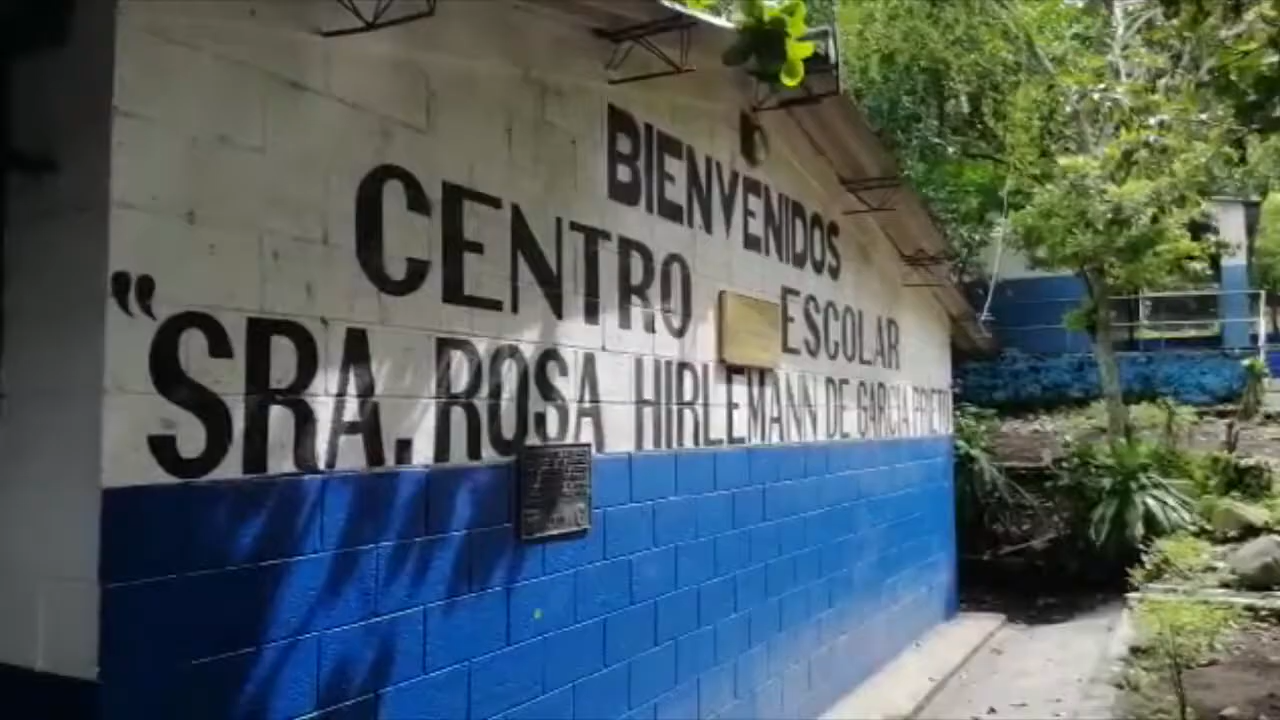 BIENVENIDOS
CENTRO ESCOLAR
"SRA. ROSA HIRLEMANN DE GARCIA PRIETO